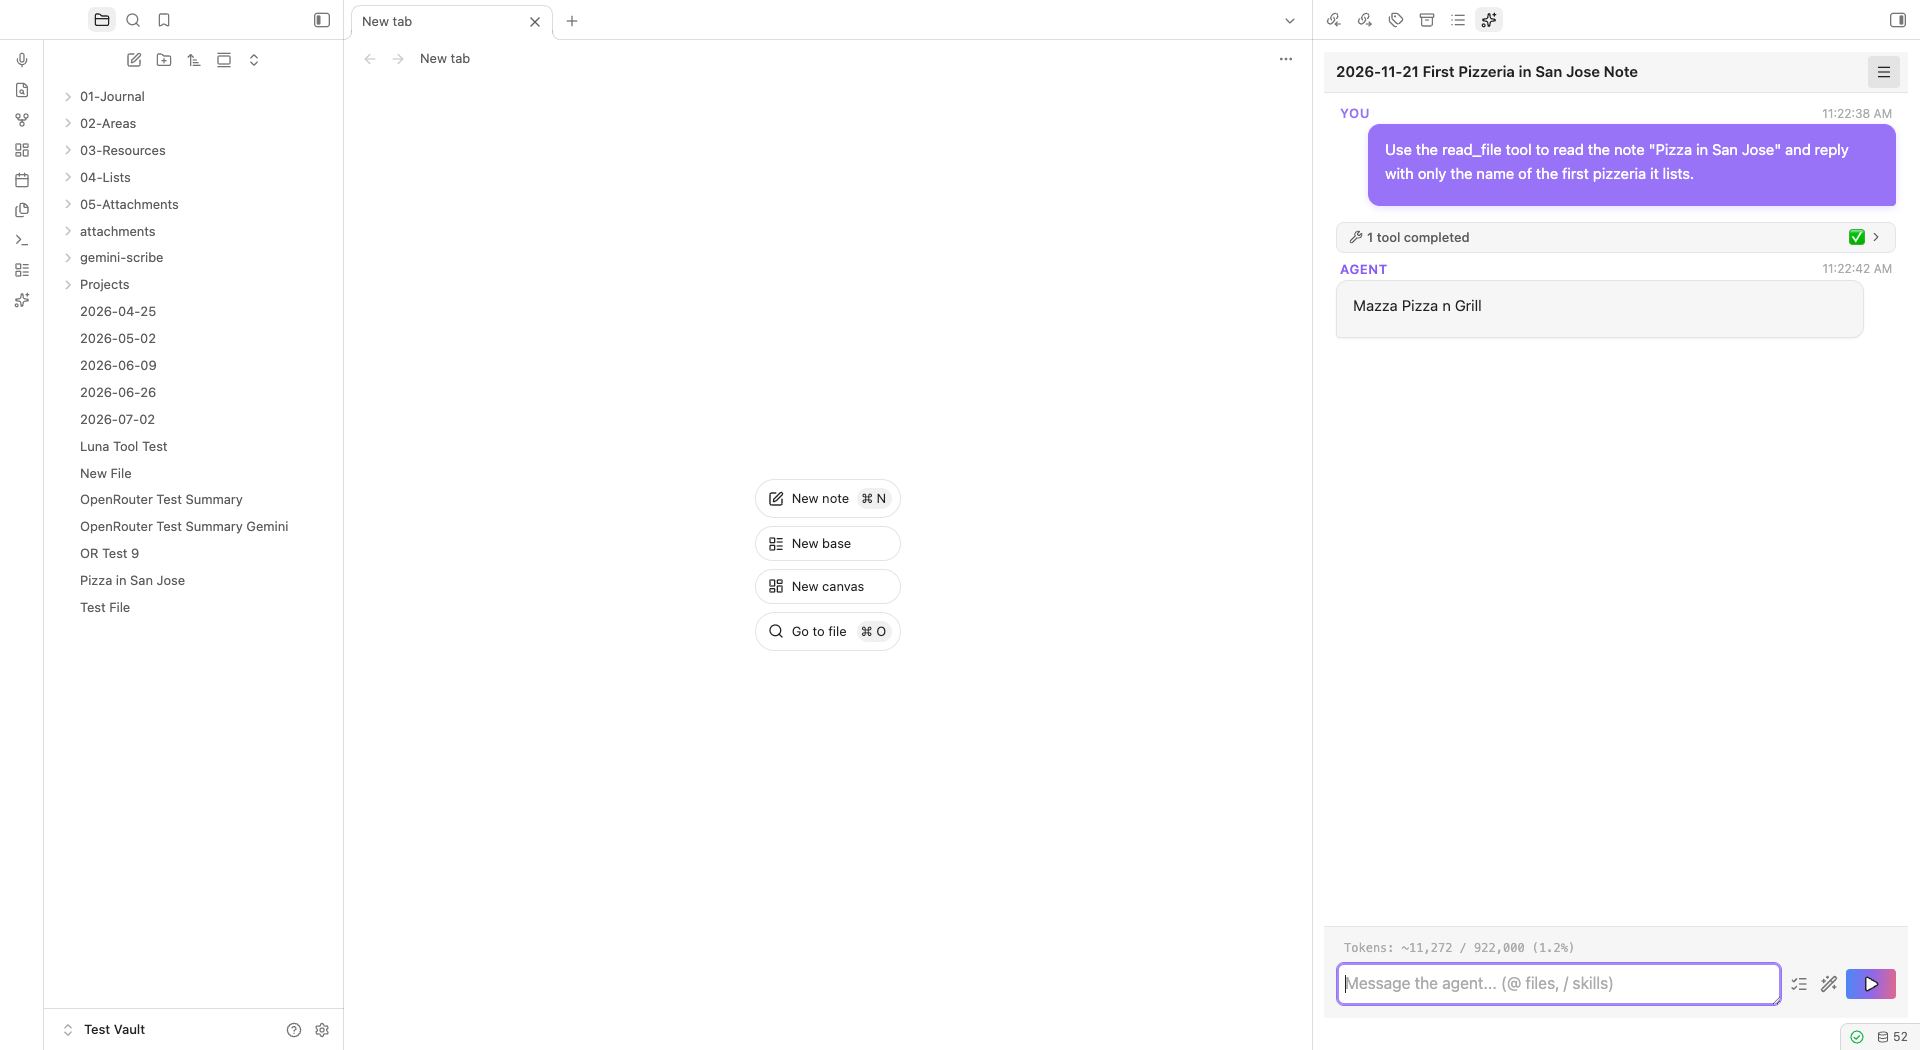 New tab
New tab
01-Journal
02-Areas
03-Resources
04-Lists
05-Attachments
attachments
gemini-scribe
Projects
2026-04-25
2026-05-02
2026-06-09
2026-06-26
2026-07-02
Luna Tool Test
New File
OpenRouter Test Summary
OpenRouter Test Summary Gemini
OR Test 9
Pizza in San Jose
Test File
Test Vault
New note ⌘ N
New base
New canvas
Go to file ⌘ O
2026-11-21 First Pizzeria in San Jose Note
YOU 11:22:38 AM
Use the read_file tool to read the note "Pizza in San Jose" and reply
with only the name of the first pizzeria it lists.
1 tool completed
AGENT 11:22:42 AM
Mazza Pizza n Grill
Tokens: ~11,272 / 922,000 (1.2%)
Message the agent... (@ files, / skills)
52